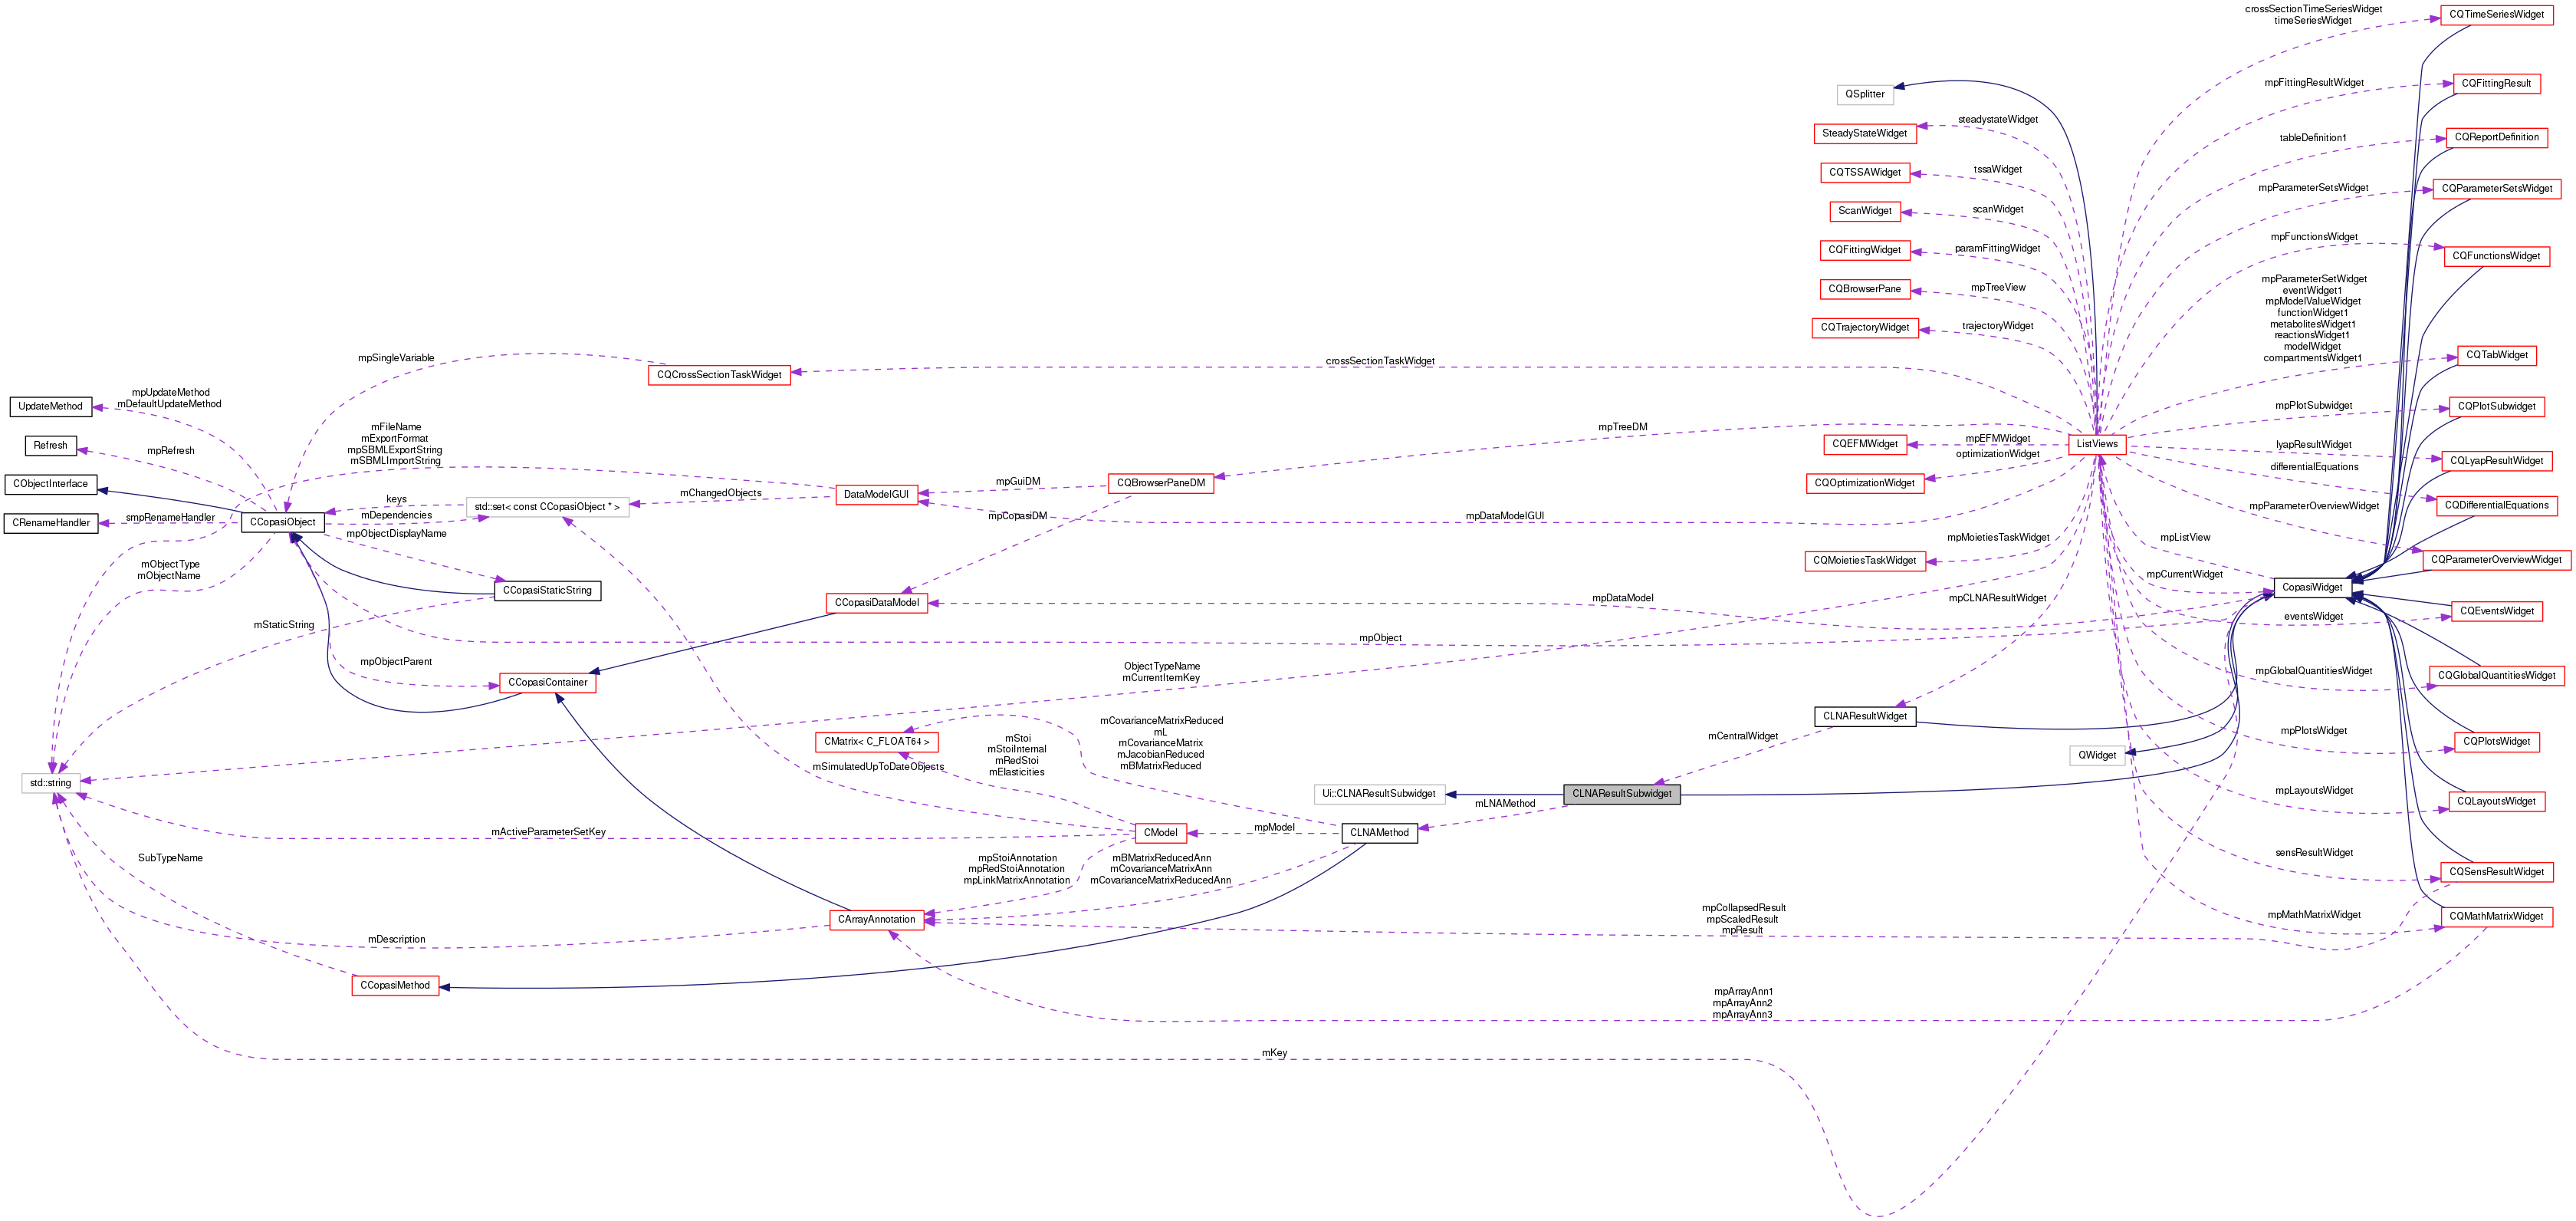 crossSectionTimeSeriesWidget
timeSeriesWidget
CQTimeSeriesWidget
mpFittingResultWidget
CQFittingResult
QSplitter
steadystateWidget
SteadyStateWidget
tableDefinition1
CQReportDefinition
tssaWidget
CQTSSAWidget
mpParameterSetsWidget
CQParameterSetsWidget
scanWidget
ScanWidget
mpFunctionsWidget
CQFunctionsWidget
paramFittingWidget
CQFittingWidget
mpTreeView
CQBrowserPane
mpParameterSetWidget
eventWidget1
mpModelValueWidget
functionWidget1
metabolitesWidget1
reactionsWidget1
modelWidget
compartmentsWidget1
CQTabWidget
trajectoryWidget
CQTrajectoryWidget
mpSingleVariable
CQCrossSectionTaskWidget
crossSectionTaskWidget
UpdateMethod
mpUpdateMethod
mDefaultUpdateMethod
mpPlotSubwidget
CQPlotSubwidget
Refresh
mpRefresh
mFileName
mExportFormat
mpSBMLExportString
mSBMLImportString
mpTreeDM
CQEFMWidget
mpEFMWidget
ListViews
lyapResultWidget
CQLyapResultWidget
optimizationWidget
CQOptimizationWidget
differentialEquations
CQDifferentialEquations
CObjectInterface
keys
std::set< const CCopasiObject * >
mChangedObjects
DataModelGUI
mpGuiDM
CQBrowserPaneDM
mpCopasiDM
mpDataModelGUI
mpParameterOverviewWidget
CQParameterOverviewWidget
CRenameHandler
smpRenameHandler
CCopasiObject
mDependencies
mpObjectDisplayName
mpMoietiesTaskWidget
CQMoietiesTaskWidget
mpListView
mpCurrentWidget
CopasiWidget
mObjectType
mObjectName
CCopasiStaticString
mStaticString
CCopasiDataModel
mpDataModel
mpCLNAResultWidget
eventsWidget
CQEventsWidget
mpObject
mpObjectParent
CCopasiContainer
ObjectTypeName
mCurrentItemKey
mpGlobalQuantitiesWidget
CQGlobalQuantitiesWidget
CLNAResultWidget
mCentralWidget
QWidget
mpPlotsWidget
CQPlotsWidget
CMatrix< C_FLOAT64 >
mSimulatedUpToDateObjects
mStoi
mStoiInternal
mRedStoi
mElasticities
mCovarianceMatrixReduced
mL
mCovarianceMatrix
mJacobianReduced
mBMatrixReduced
std::string
Ui::CLNAResultSubwidget
CLNAResultSubwidget
mpLayoutsWidget
CQLayoutsWidget
mLNAMethod
mActiveParameterSetKey
CModel
mpModel
CLNAMethod
SubTypeName
mpStoiAnnotation
mpRedStoiAnnotation
mpLinkMatrixAnnotation
mBMatrixReducedAnn
mCovarianceMatrixAnn
mCovarianceMatrixReducedAnn
sensResultWidget
CQSensResultWidget
CArrayAnnotation
mDescription
mpCollapsedResult
mpScaledResult
mpResult
mpMathMatrixWidget
CQMathMatrixWidget
CCopasiMethod
mpArrayAnn1
mpArrayAnn2
mpArrayAnn3
mKey